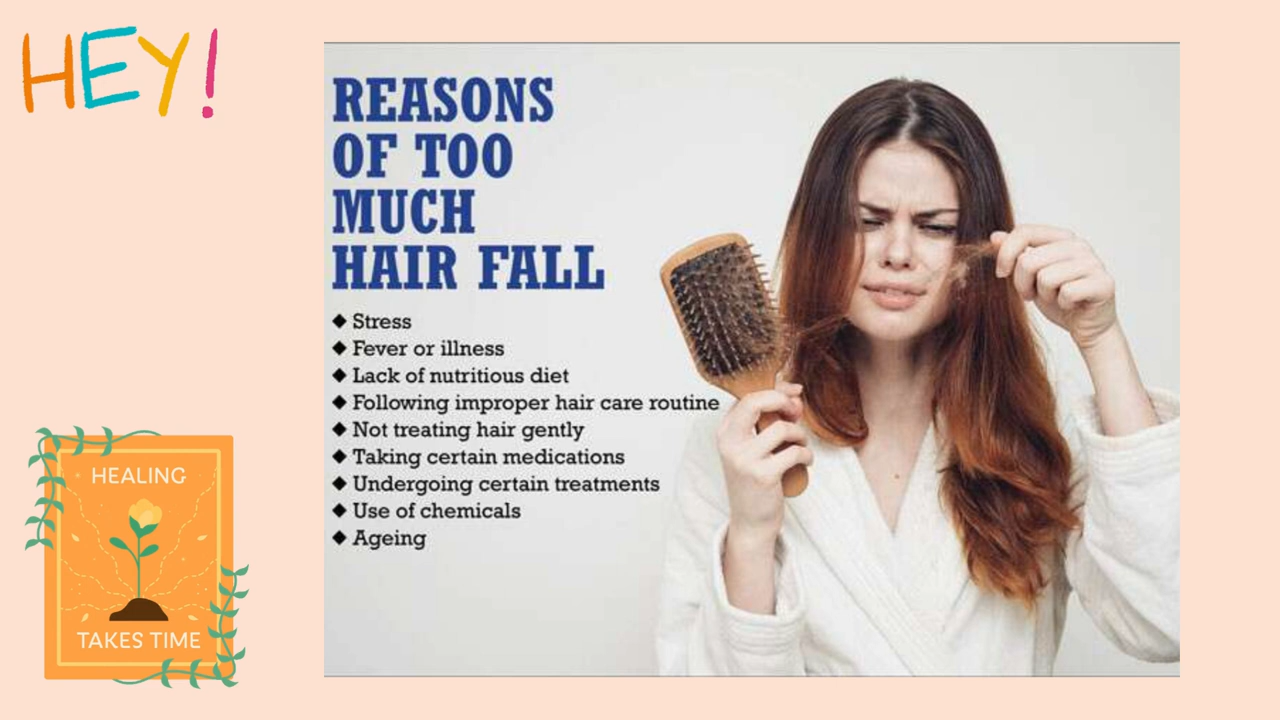 HEY!
REASONS
OF TOO
MUCH
HAIR FALL
◆ Stress
◆ Fever or illness
◆ Lack of nutritious diet
◆ Following improper hair care routine
◆ Not treating hair gently
◆ Taking certain medications
◆ Undergoing certain treatments
◆ Use of chemicals
◆ Ageing
HEALING
TAKES TIME